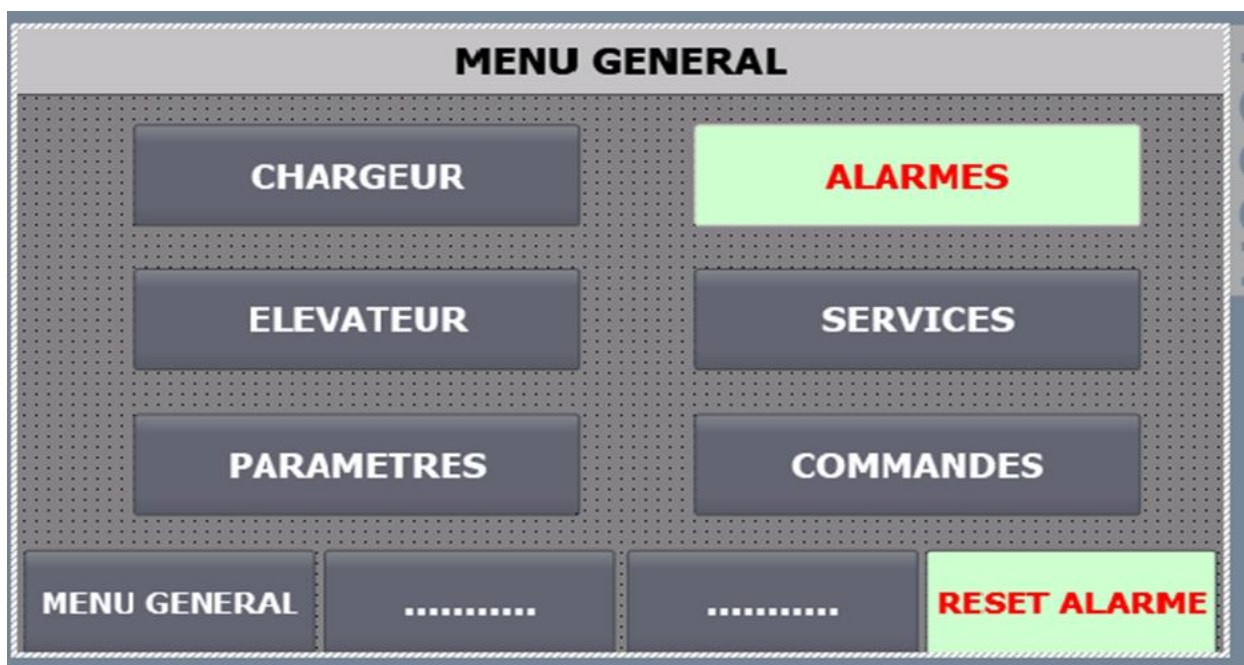 MENU GENERAL
CHARGEUR
ALARMES
ELEVATEUR
SERVICES
PARAMETRES
COMMANDES
MENU GENERAL
...........
...........
RESET ALARME